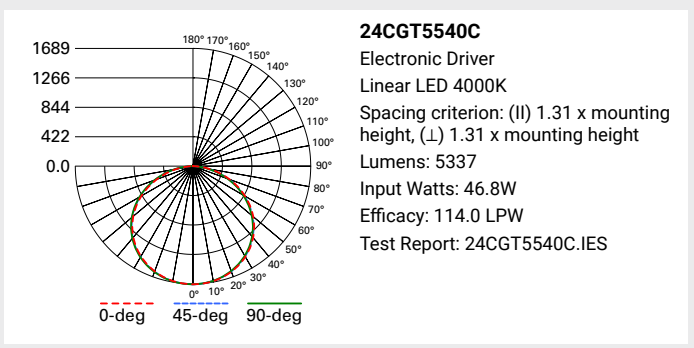 1689
1266
844
422
0.0
180° 170° 160° 150° 140° 130° 120° 110° 100° 90° 80° 70° 60° 50° 40° 30° 20° 10° 0°
0-deg 45-deg 90-deg
24CGT5540C
Electronic Driver
Linear LED 4000K
Spacing criterion: (II) 1.31 x mounting
height, (⊥) 1.31 x mounting height
Lumens: 5337
Input Watts: 46.8W
Efficacy: 114.0 LPW
Test Report: 24CGT5540C.IES